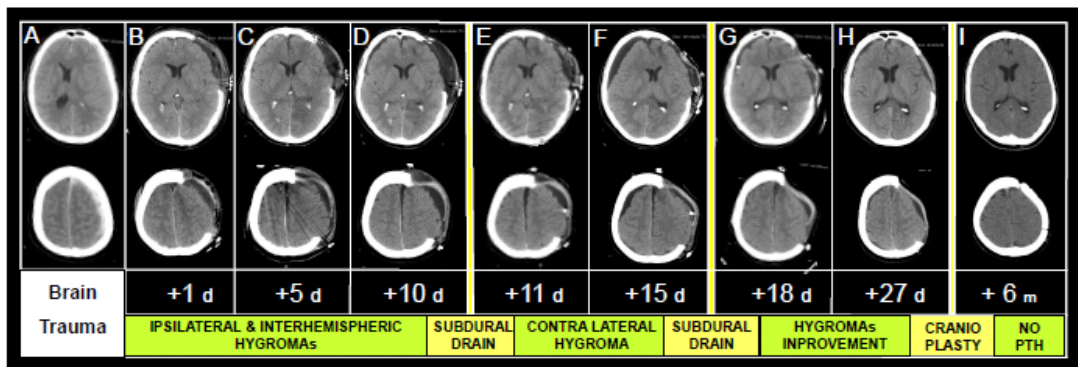 A B C D E F G H I
Brain Trauma
+1 d +5 d +10 d +11 d +15 d +18 d +27 d + 6 m
IPSILATERAL & INTERHEMISPERIC
HYGROMAs
SUBDURAL
DRAIN
CONTRA LATERAL
HYGROMA
SUBDURAL
DRAIN
HYGROMAs
INPROVEMENT
CRANIO
PLASTY
NO
PTH